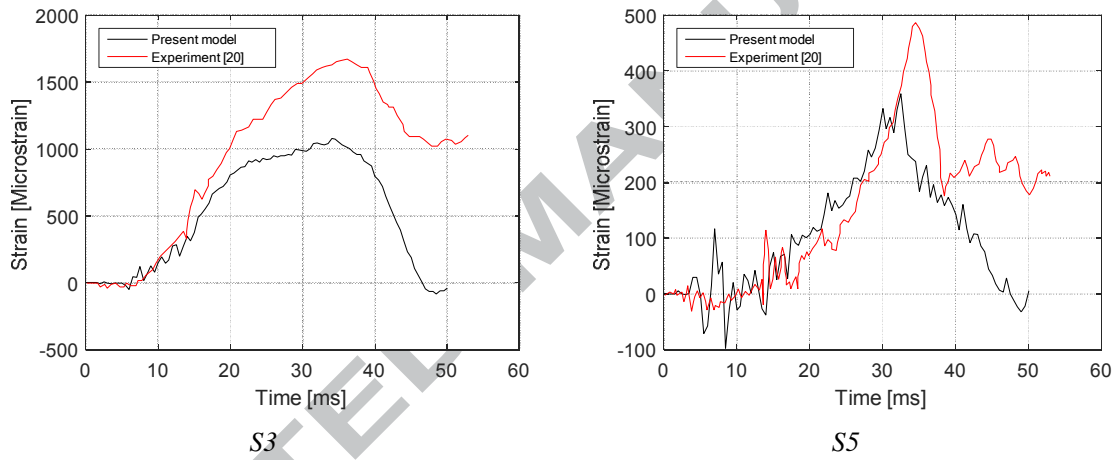 2000
1500
1000
500
0
-500
0 10 20 30 40 50 60
Strain [Microstrain]
Time [ms]
Present model
Experiment [20]
S3
500
400
300
200
100
0
-100
0 10 20 30 40 50 60
Strain [Microstrain]
Time [ms]
Present model
Experiment [20]
S5